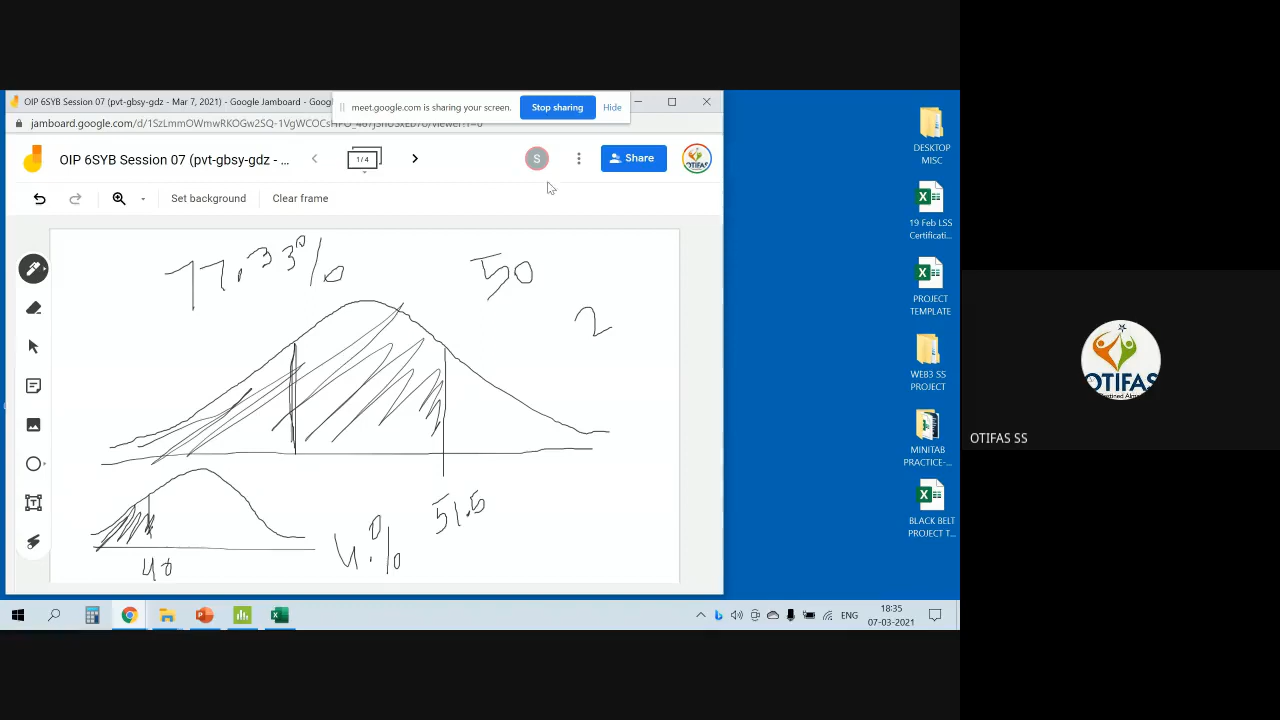 OIP 6SYB Session 07 (pvt-gbsy-gdz - Mar 7, 2021) - Google Jamboard - Goog
meet.google.com is sharing your screen.
Stop sharing
Hide
OIP 6SYB Session 07 (pvt-gbsy-gdz - ...
1/4
S
Share
Set background
Clear frame
77.33%
50
2
51.5
4.%
40
DESKTOP
MISC
19 Feb LSS
Certificati...
PROJECT
TEMPLATE
WEB3 SS
PROJECT
MINITAB
PRACTICE-...
BLACK BELT
PROJECT T...
OTIFAS
OTIFAS SS
ENG
18:35
07-03-2021